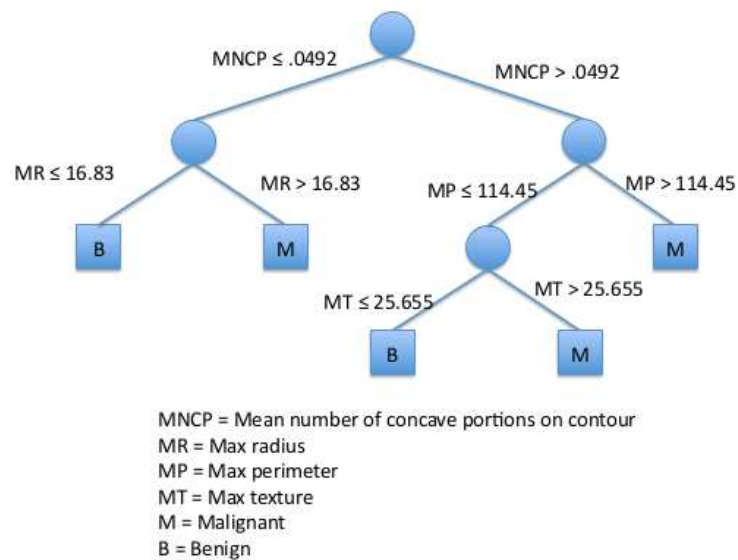 MNCP ≤ .0492
MNCP > .0492
MR ≤ 16.83
MR > 16.83
MP ≤ 114.45
MP > 114.45
B
M
M
MT ≤ 25.655
MT > 25.655
B
M
MNCP = Mean number of concave portions on contour
MR = Max radius
MP = Max perimeter
MT = Max texture
M = Malignant
B = Benign